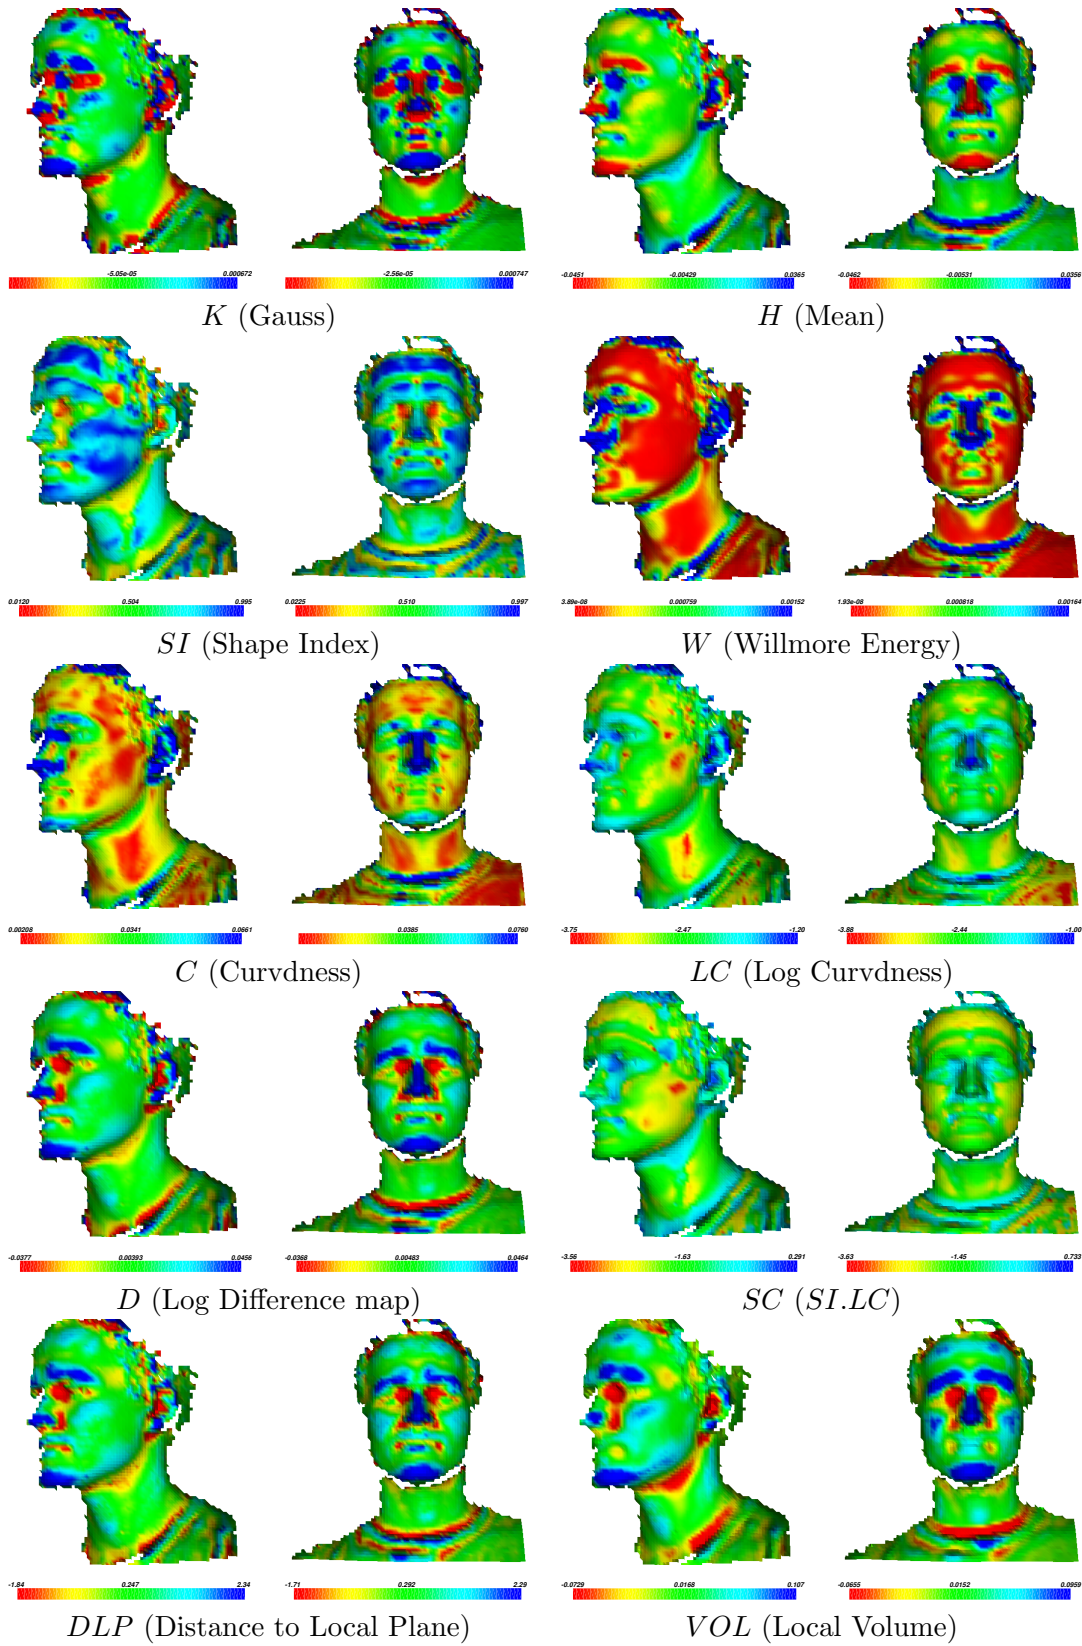 -5.05e-05 0.000672 -2.56e-05 0.000747 -0.0451 -0.00429 0.0365 -0.0462 -0.00531 0.0356
K (Gauss) H (Mean)
0.0120 0.504 0.995 0.0225 0.510 0.997 3.89e-08 0.000759 0.00152 1.93e-08 0.000818 0.00164
SI (Shape Index) W (Willmore Energy)
0.00208 0.0341 0.0661 0.0385 0.0760 -3.75 -2.47 -1.20 -3.88 -2.44 -1.00
C (Curvdness) LC (Log Curvdness)
-0.0377 0.00393 0.0456 -0.0368 0.00483 0.0464 -3.56 -1.63 0.291 -3.63 -1.45 0.733
D (Log Difference map) SC (SI.LC)
-1.84 0.247 2.34 -1.71 0.292 2.29 -0.0729 0.0168 0.107 -0.0655 0.0152 0.0959
DLP (Distance to Local Plane) VOL (Local Volume)